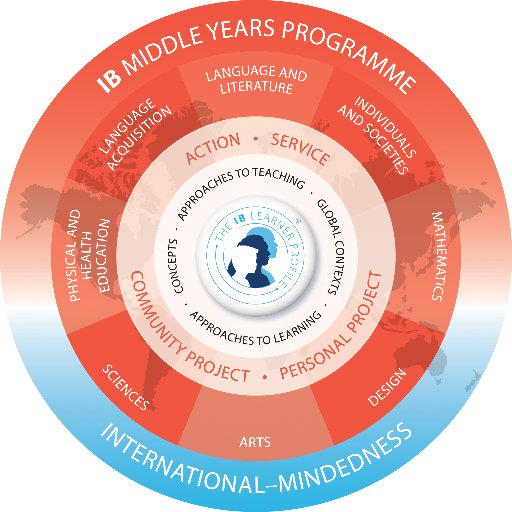 IB MIDDLE YEARS PROGRAMME
LANGUAGE AND
LITERATURE
INDIVIDUALS
AND SOCIETIES
MATHEMATICS
DESIGN
ARTS
SCIENCES
PHYSICAL AND
HEALTH
EDUCATION
LANGUAGE
ACQUISITION
ACTION • SERVICE
PERSONAL PROJECT
•
COMMUNITY PROJECT
APPROACHES TO TEACHING
• GLOBAL CONTEXTS
• APPROACHES TO LEARNING
• CONCEPTS •
THE IB LEARNER PROFILE
INTERNATIONAL–MINDEDNESS